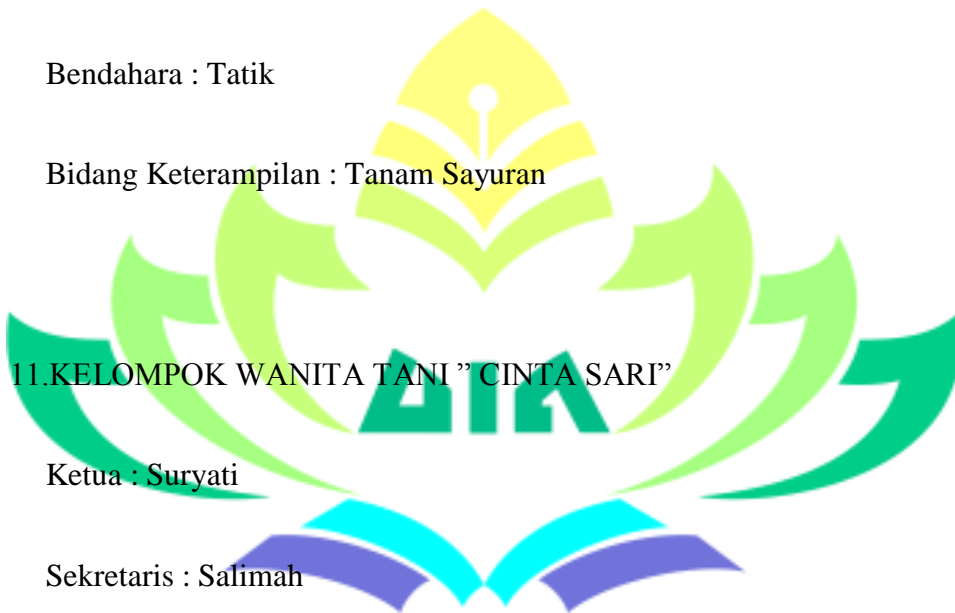 Bendahara : Tatik
Bidang Keterampilan : Tanam Sayuran
11.KELOMPOK WANITA TANI ” CINTA SARI”
Ketua : Suryati
Sekretaris : Salimah